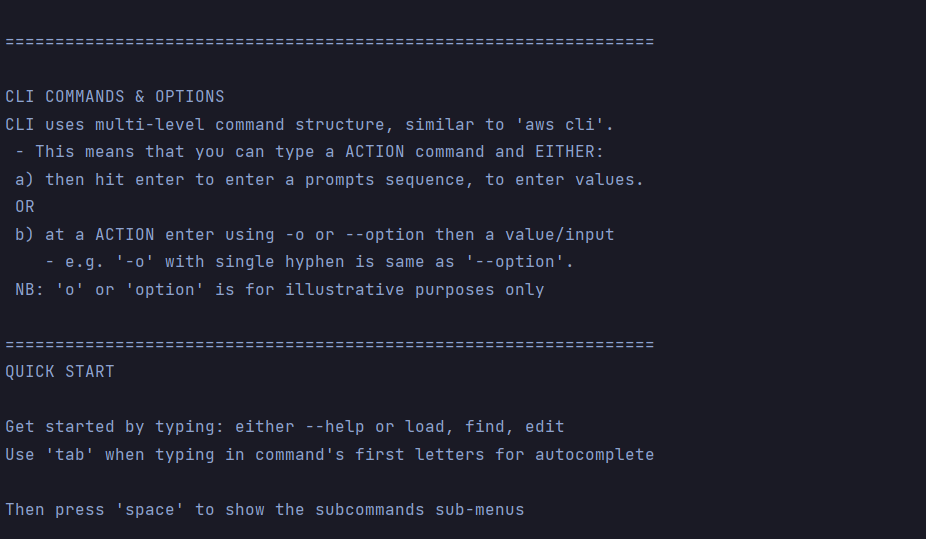 =================================================================
CLI COMMANDS & OPTIONS
CLI uses multi-level command structure, similar to 'aws cli'.
 - This means that you can type a ACTION command and EITHER:
 a) then hit enter to enter a prompts sequence, to enter values.
 OR
 b) at a ACTION enter using -o or --option then a value/input
    - e.g. '-o' with single hyphen is same as '--option'.
 NB: 'o' or 'option' is for illustrative purposes only
=================================================================
QUICK START
Get started by typing: either --help or load, find, edit
Use 'tab' when typing in command's first letters for autocomplete
Then press 'space' to show the subcommands sub-menus